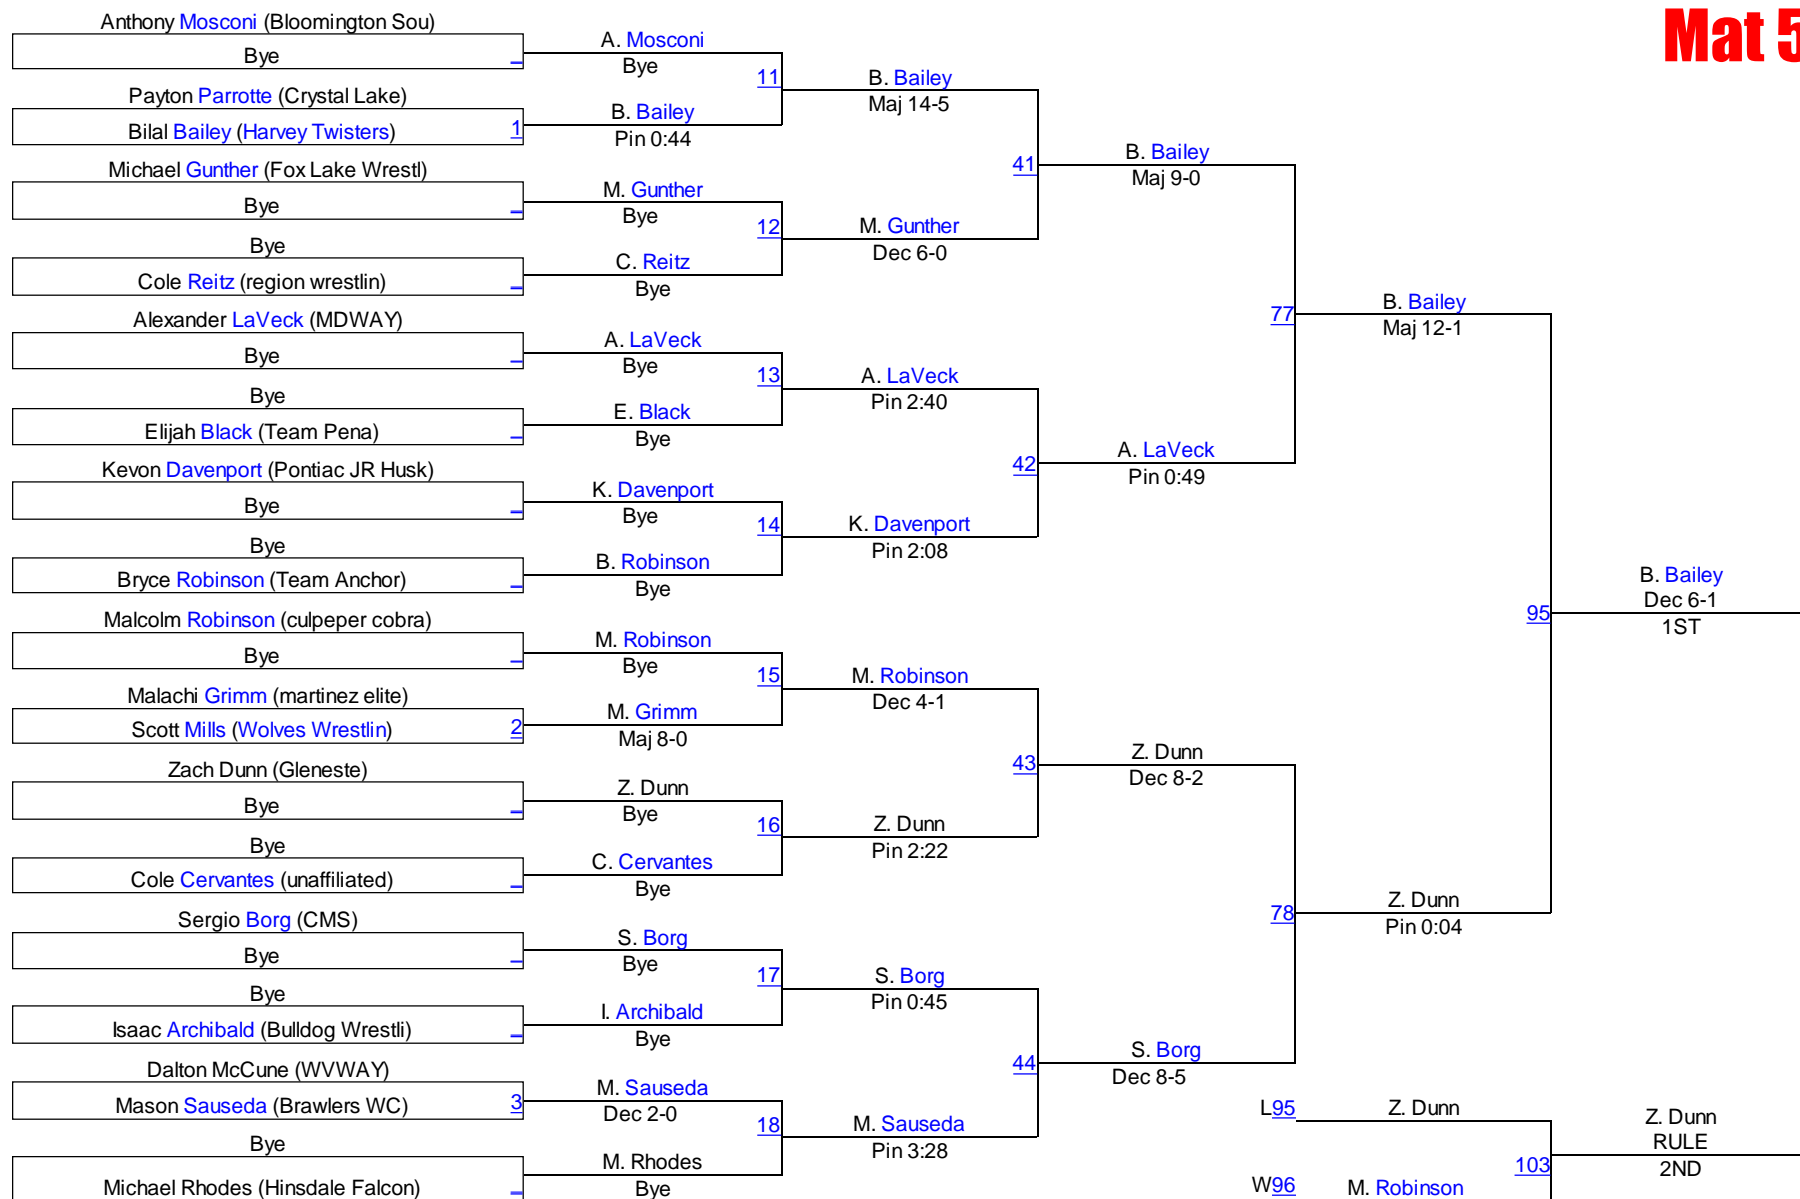 Mat 5
Anthony Mosconi (Bloomington Sou)
Bye
Payton Parrotte (Crystal Lake)
Bilal Bailey (Harvey Twisters)
1
Michael Gunther (Fox Lake Wrestl)
Bye
Bye
Cole Reitz (region wrestlin)
Alexander LaVeck (MDWAY)
Bye
Bye
Elijah Black (Team Pena)
Kevon Davenport (Pontiac JR Husk)
Bye
Bye
Bryce Robinson (Team Anchor)
Malcolm Robinson (culpeper cobra)
Bye
Malachi Grimm (martinez elite)
Scott Mills (Wolves Wrestlin)
2
Zach Dunn (Gleneste)
Bye
Bye
Cole Cervantes (unaffiliated)
Sergio Borg (CMS)
Bye
Bye
Isaac Archibald (Bulldog Wrestli)
Dalton McCune (WVWAY)
Mason Sauseda (Brawlers WC)
3
Bye
Michael Rhodes (Hinsdale Falcon)
A. Mosconi
Bye
11
B. Bailey
Pin 0:44
M. Gunther
Bye
12
C. Reitz
Bye
A. LaVeck
Bye
13
E. Black
Bye
K. Davenport
Bye
14
B. Robinson
Bye
M. Robinson
Bye
15
M. Grimm
Maj 8-0
Z. Dunn
Bye
16
C. Cervantes
Bye
S. Borg
Bye
17
I. Archibald
Bye
M. Sauseda
Dec 2-0
18
M. Rhodes
Bye
B. Bailey
Maj 14-5
41
M. Gunther
Dec 6-0
A. LaVeck
Pin 2:40
42
K. Davenport
Pin 2:08
M. Robinson
Dec 4-1
43
Z. Dunn
Pin 2:22
S. Borg
Pin 0:45
44
M. Sauseda
Pin 3:28
B. Bailey
Maj 9-0
77
A. LaVeck
Pin 0:49
Z. Dunn
Dec 8-2
78
S. Borg
Dec 8-5
B. Bailey
Maj 12-1
95
Z. Dunn
Pin 0:04
B. Bailey
Dec 6-1
1ST
L95
Z. Dunn
103
W96
M. Robinson
Z. Dunn
RULE
2ND